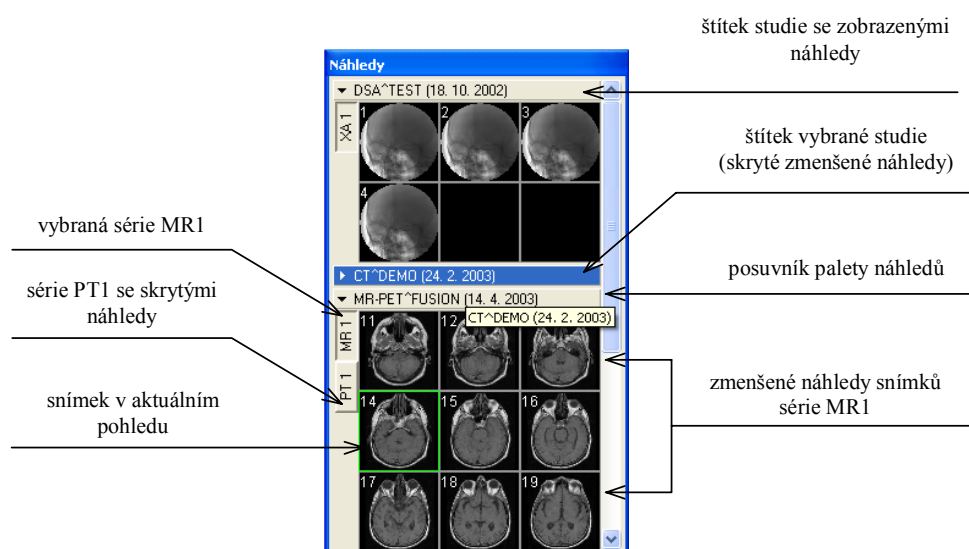 štítek studie se zobrazenými
náhledy
štítek vybrané studie
(skryté zmenšené náhledy)
posuvník palety náhledů
zmenšené náhledy snímků
série MR1
vybraná série MR1
série PT1 se skrytými
náhledy
snímek v aktuálním
pohledu
Náhledy
DSA^TEST (18. 10. 2002)
XA 1
1 2 3
4
CT^DEMO (24. 2. 2003)
MR-PET^FUSION (14. 4. 2003)
CT^DEMO (24. 2. 2003)
MR 1
PT 1
11 12
14 15 16
17 18 19